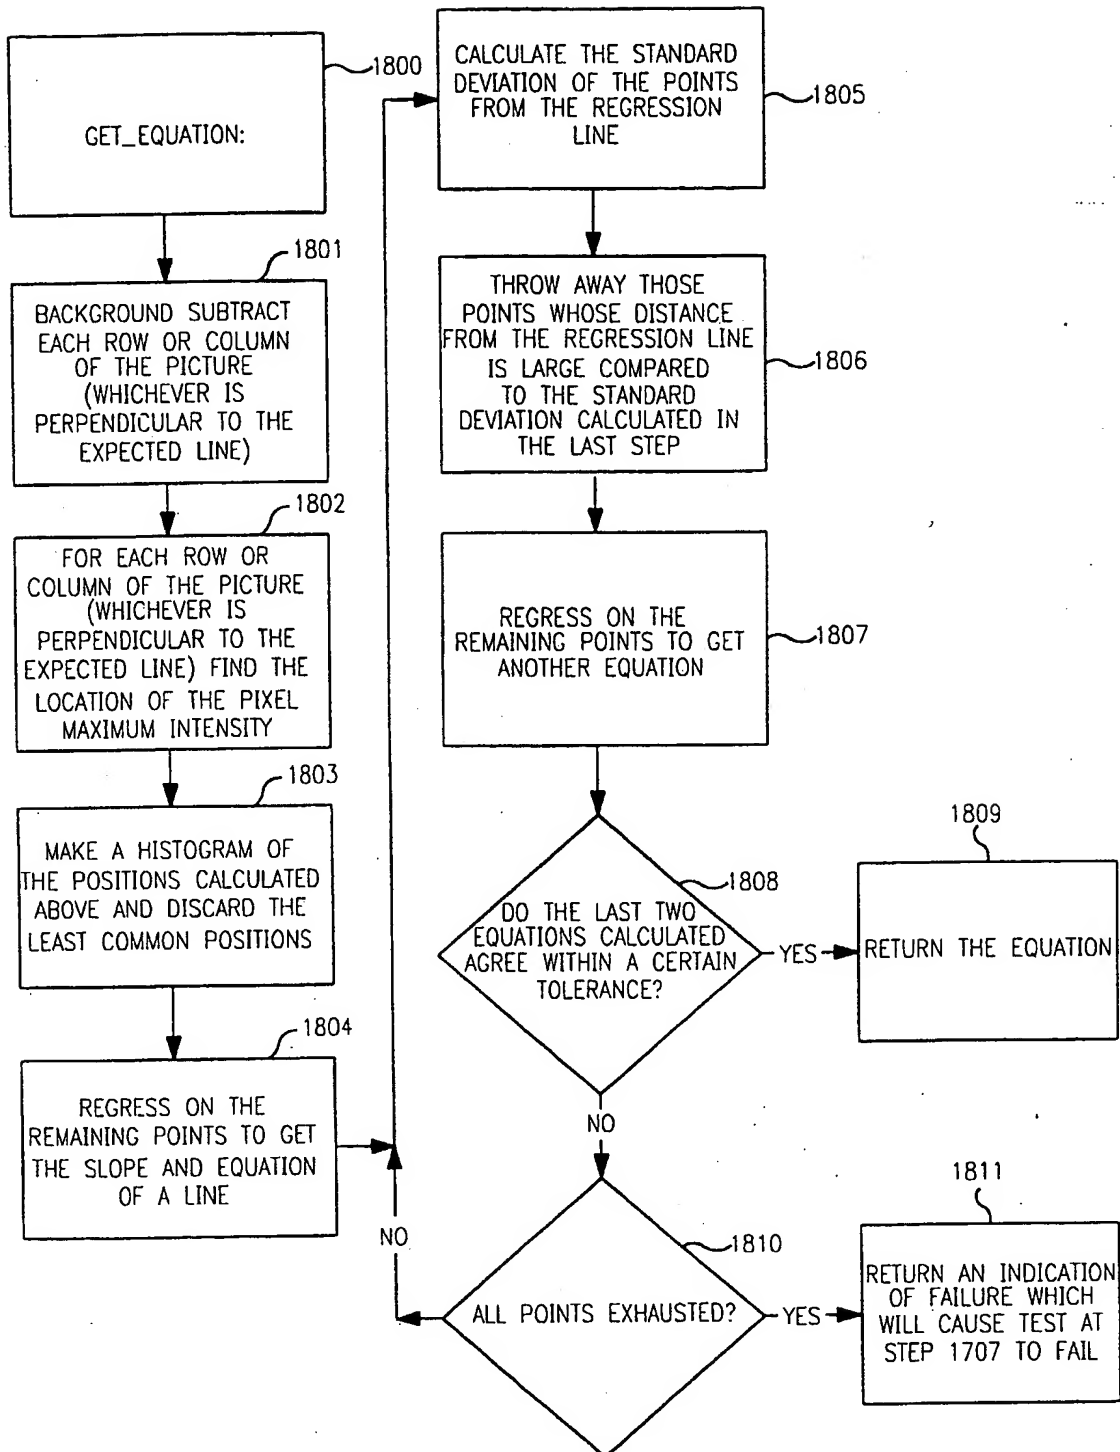 1800
GET_EQUATION:
1801
BACKGROUND SUBTRACT
EACH ROW OR COLUMN
OF THE PICTURE
(WHICHEVER IS
PERPENDICULAR TO THE
EXPECTED LINE)
1802
FOR EACH ROW OR
COLUMN OF THE PICTURE
(WHICHEVER IS
PERPENDICULAR TO THE
EXPECTED LINE) FIND THE
LOCATION OF THE PIXEL
MAXIMUM INTENSITY
1803
MAKE A HISTOGRAM OF
THE POSITIONS CALCULATED
ABOVE AND DISCARD THE
LEAST COMMON POSITIONS
1804
REGRESS ON THE
REMAINING POINTS TO GET
THE SLOPE AND EQUATION
OF A LINE
CALCULATE THE STANDARD
DEVIATION OF THE POINTS
FROM THE REGRESSION
LINE
1805
THROW AWAY THOSE
POINTS WHOSE DISTANCE
FROM THE REGRESSION LINE
IS LARGE COMPARED
TO THE STANDARD
DEVIATION CALCULATED IN
THE LAST STEP
1806
REGRESS ON THE
REMAINING POINTS TO GET
ANOTHER EQUATION
1807
1808
DO THE LAST TWO
EQUATIONS CALCULATED
AGREE WITHIN A CERTAIN
TOLERANCE?
YES
1809
RETURN THE EQUATION
NO
1810
ALL POINTS EXHAUSTED?
NO
YES
1811
RETURN AN INDICATION
OF FAILURE WHICH
WILL CAUSE TEST AT
STEP 1707 TO FAIL